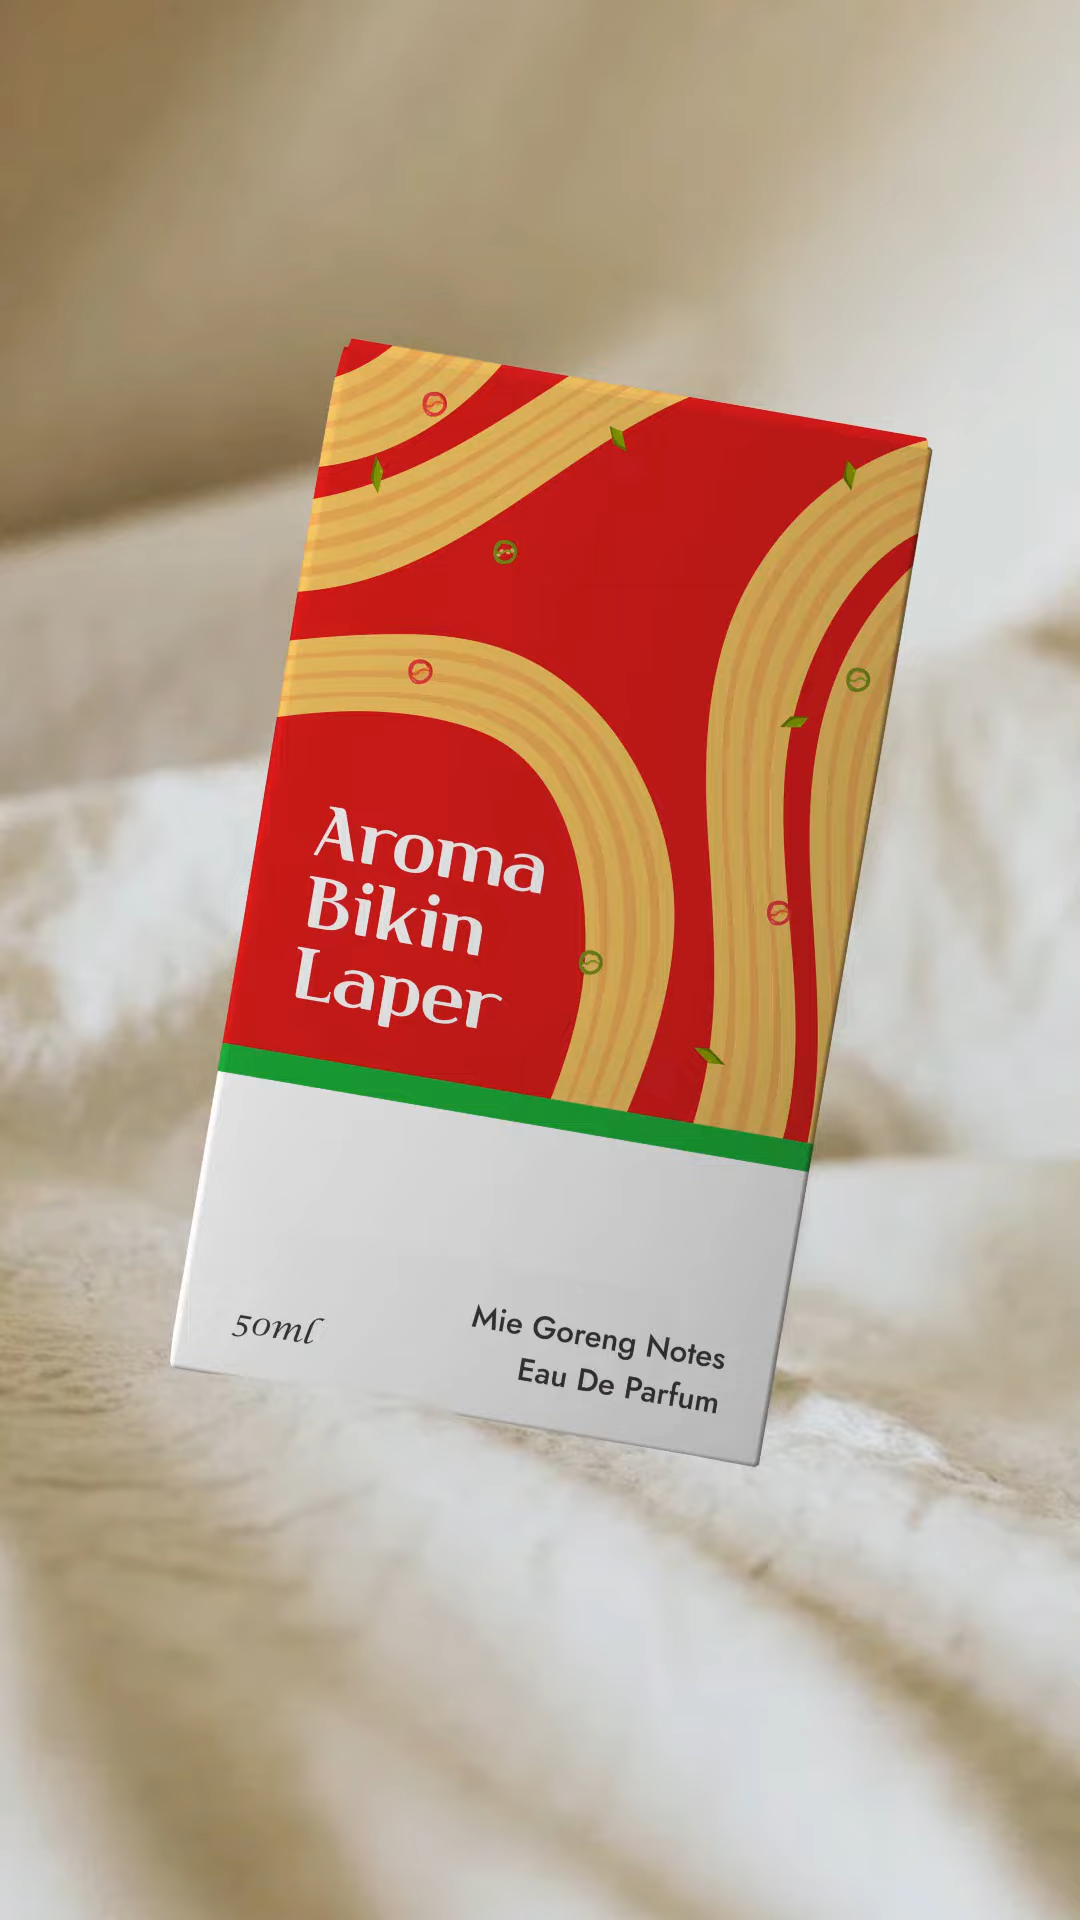 Aroma
Bikin
Laper
50ml
Mie Goreng Notes
Eau De Parfum